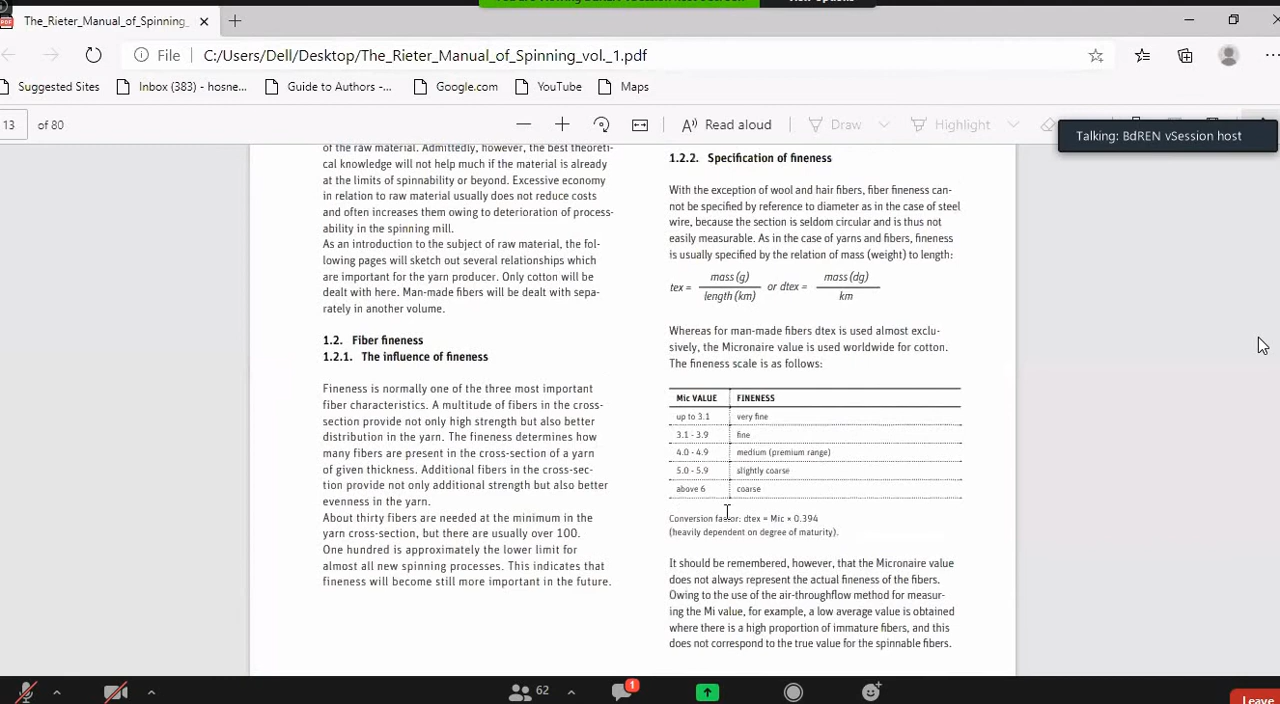 The_Rieter_Manual_of_Spinning_
File C:/Users/Dell/Desktop/The_Rieter_Manual_of_Spinning_vol._1.pdf
Suggested Sites Inbox (383) - hosne... Guide to Authors -... Google.com YouTube Maps
13 of 80 Read aloud Draw Highlight
Talking: BdREN vSession host
of the raw material. Admittedly, however, the best theoreti-
cal knowledge will not help much if the material is already
at the limits of spinnability or beyond. Excessive economy
in relation to raw material usually does not reduce costs
and often increases them owing to deterioration of process-
ability in the spinning mill.
As an introduction to the subject of raw material, the fol-
lowing pages will sketch out several relationships which
are important for the yarn producer. Only cotton will be
dealt with here. Man-made fibers will be dealt with sepa-
rately in another volume.
1.2. Fiber fineness
1.2.1. The influence of fineness
Fineness is normally one of the three most important
fiber characteristics. A multitude of fibers in the cross-
section provide not only high strength but also better
distribution in the yarn. The fineness determines how
many fibers are present in the cross-section of a yarn
of given thickness. Additional fibers in the cross-sec-
tion provide not only additional strength but also better
evenness in the yarn.
About thirty fibers are needed at the minimum in the
yarn cross-section, but there are usually over 100.
One hundred is approximately the lower limit for
almost all new spinning processes. This indicates that
fineness will become still more important in the future.
1.2.2. Specification of fineness
With the exception of wool and hair fibers, fiber fineness can-
not be specified by reference to diameter as in the case of steel
wire, because the section is seldom circular and is thus not
easily measurable. As in the case of yarns and fibers, fineness
is usually specified by the relation of mass (weight) to length:
tex = mass (g) / length (km) or dtex = mass (dg) / km
Whereas for man-made fibers dtex is used almost exclu-
sively, the Micronaire value is used worldwide for cotton.
The fineness scale is as follows:
Mic VALUE FINENESS
up to 3.1 very fine
3.1 - 3.9 fine
4.0 - 4.9 medium (premium range)
5.0 - 5.9 slightly coarse
above 6 coarse
Conversion factor: dtex = Mic × 0.394
(heavily dependent on degree of maturity).
It should be remembered, however, that the Micronaire value
does not always represent the actual fineness of the fibers.
Owing to the use of the air-throughflow method for measur-
ing the Mi value, for example, a low average value is obtained
where there is a high proportion of immature fibers, and this
does not correspond to the true value for the spinnable fibers.
62 1 Leave